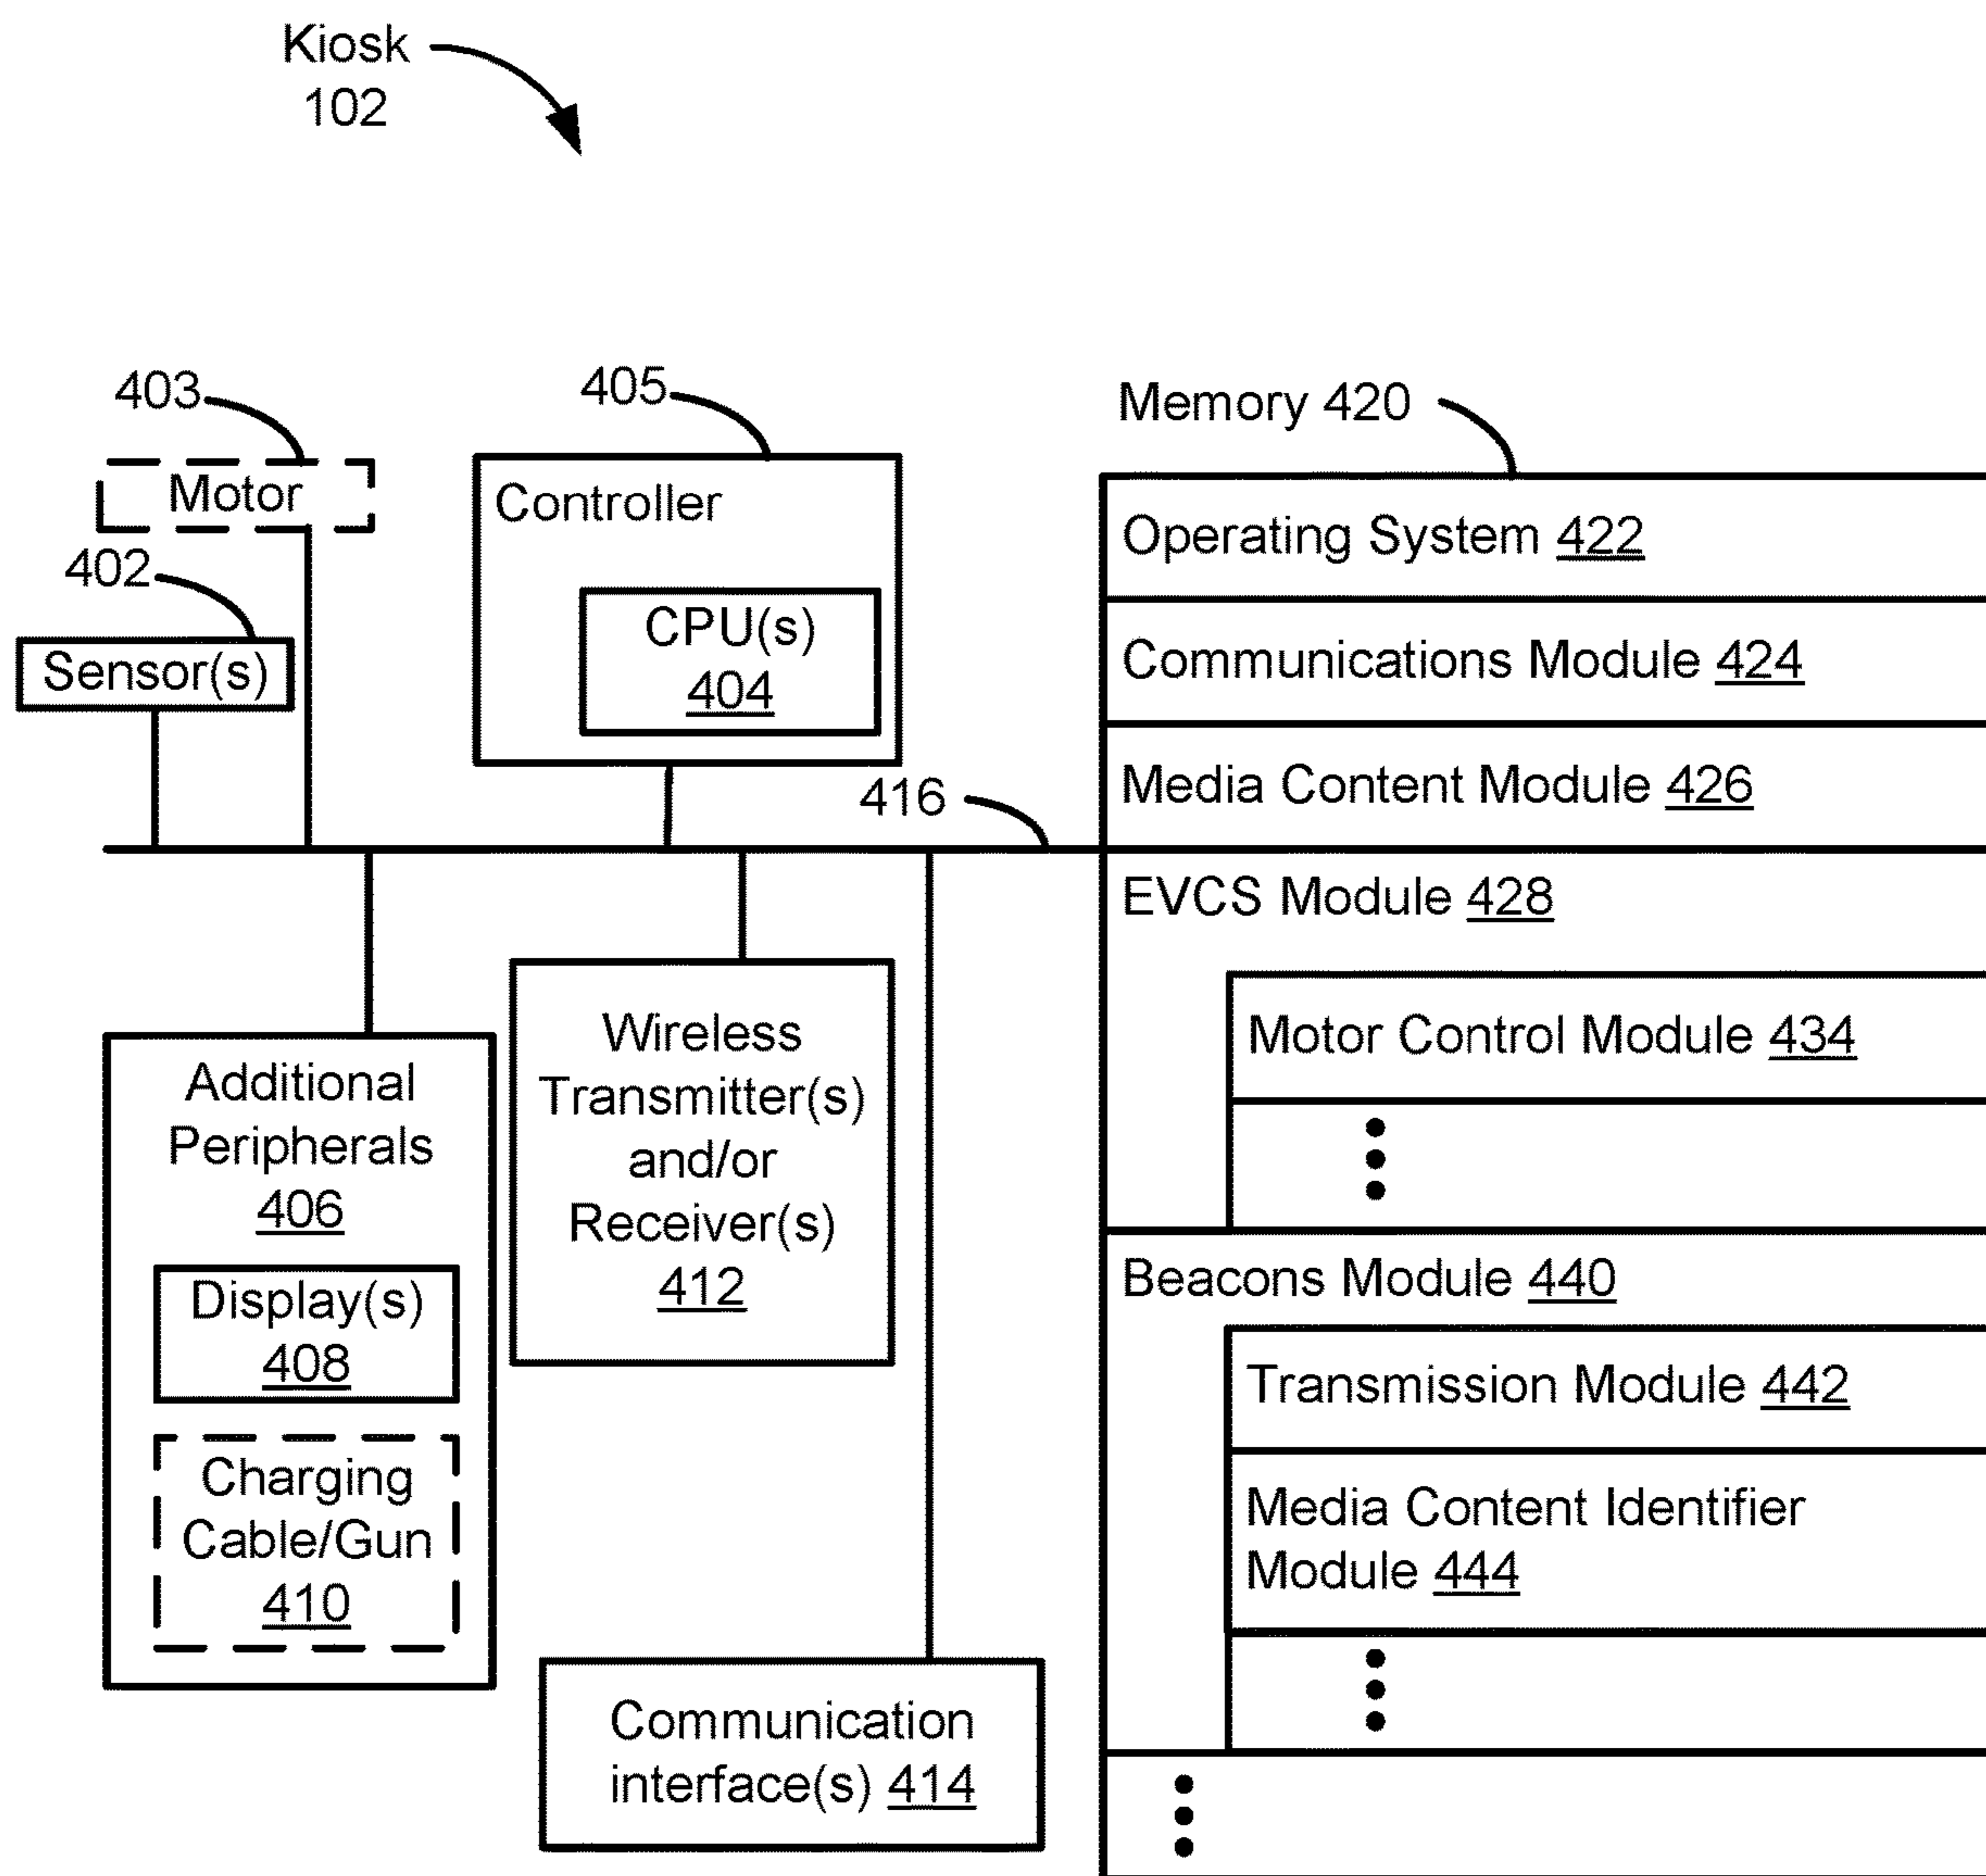 Kiosk
102
403
Motor
402
Sensor(s)
405
Controller
CPU(s)
404
416
Additional
Peripherals
406
Display(s)
408
Charging
Cable/Gun
410
Wireless
Transmitter(s)
and/or
Receiver(s)
412
Communication
interface(s) 414
Memory 420
Operating System 422
Communications Module 424
Media Content Module 426
EVCS Module 428
Motor Control Module 434
Beacons Module 440
Transmission Module 442
Media Content Identifier
Module 444